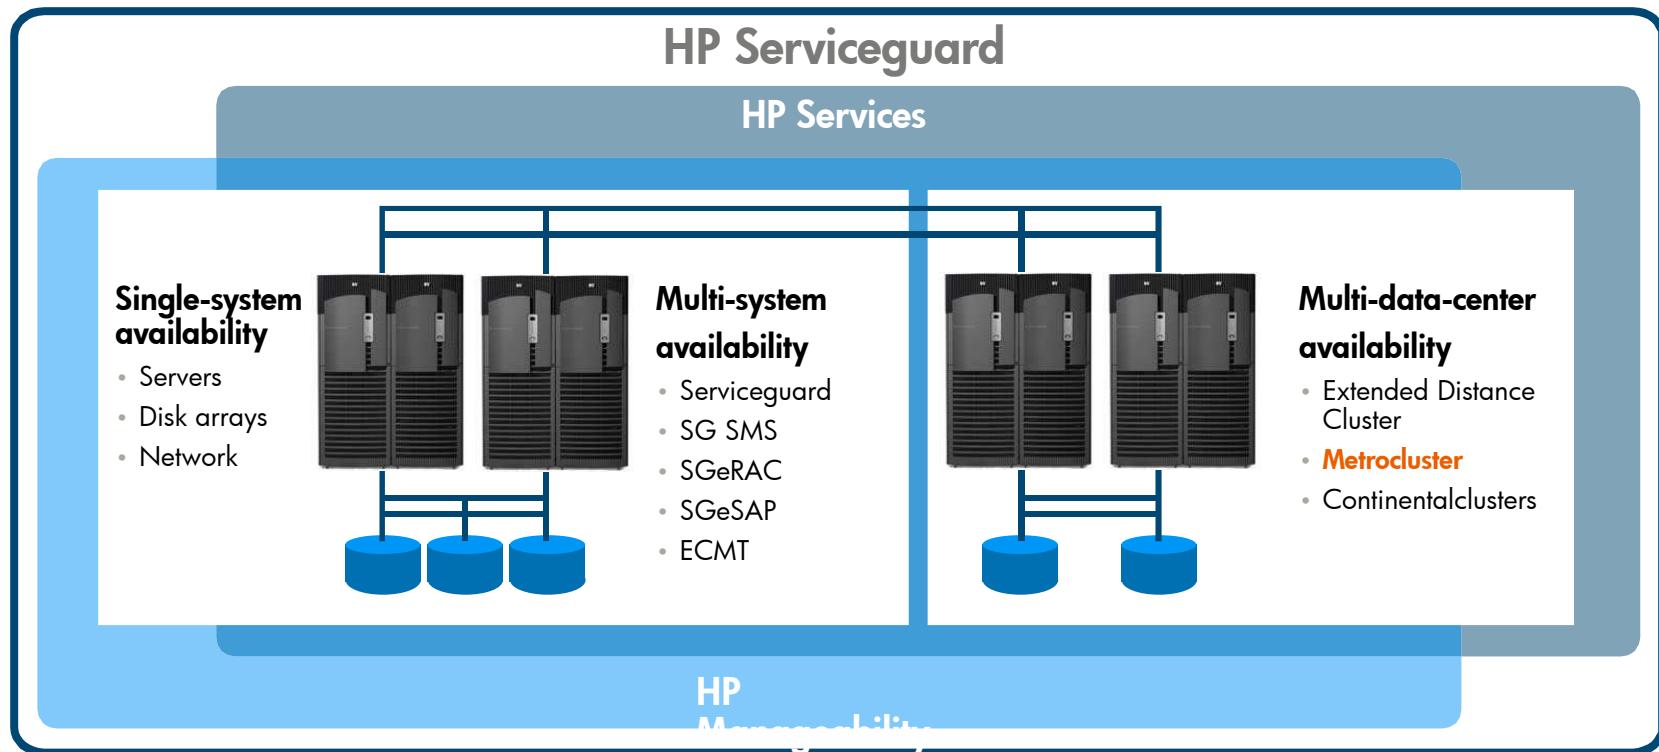 HP Serviceguard
HP Services
Single-system
availability
• Servers
• Disk arrays
• Network
Multi-system
availability
• Serviceguard
• SG SMS
• SGeRAC
• SGeSAP
• ECMT
Multi-data-center
availability
• Extended Distance
Cluster
• Metrocluster
• Continentalclusters
HP
Manageability